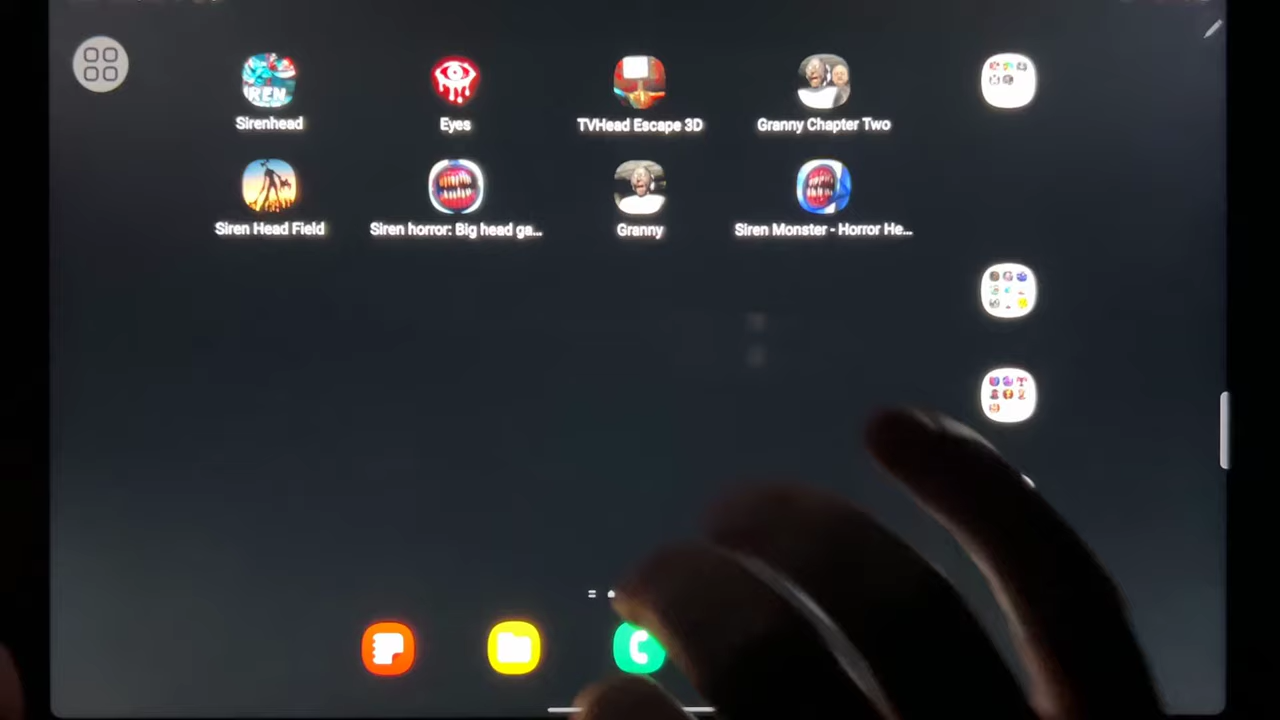 Sirenhead
Eyes
TVHead Escape 3D
Granny Chapter Two
Siren Head Field
Siren horror: Big head ga...
Granny
Siren Monster - Horror He...
REN